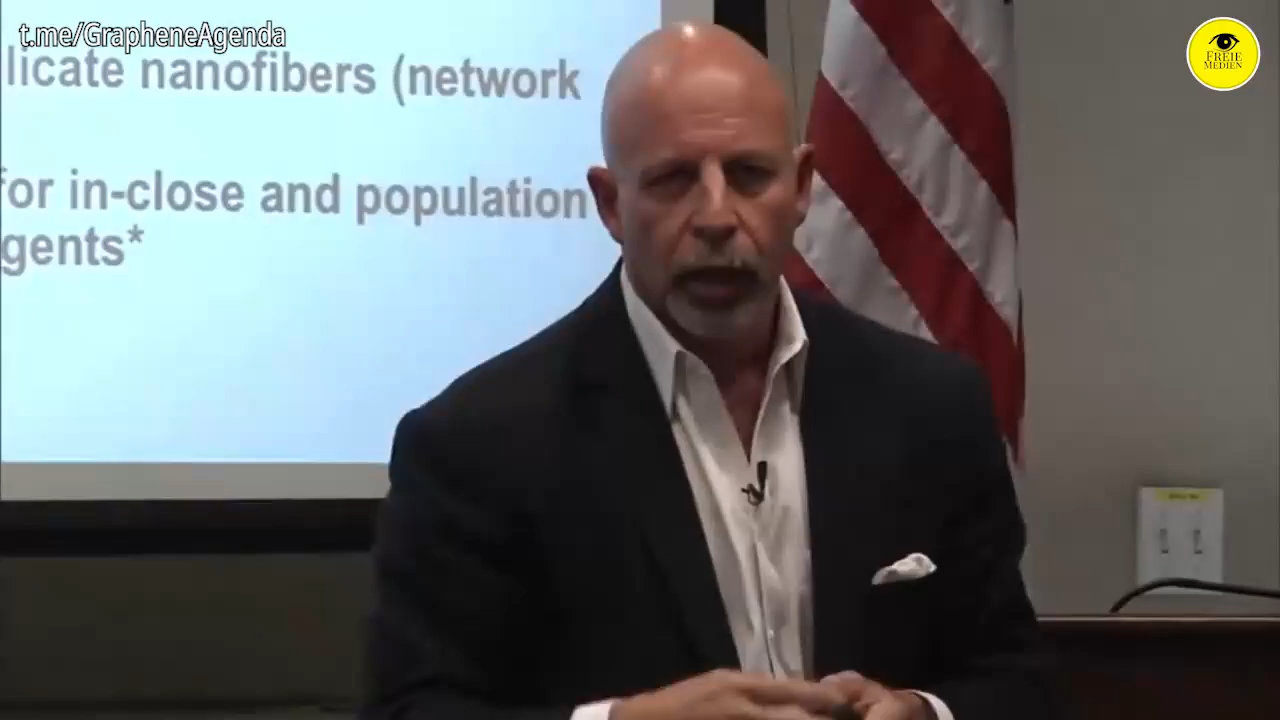 t.me/GrapheneAgenda
licate nanofibers (network
for in-close and population
gents*
FREIE
MEDIEN